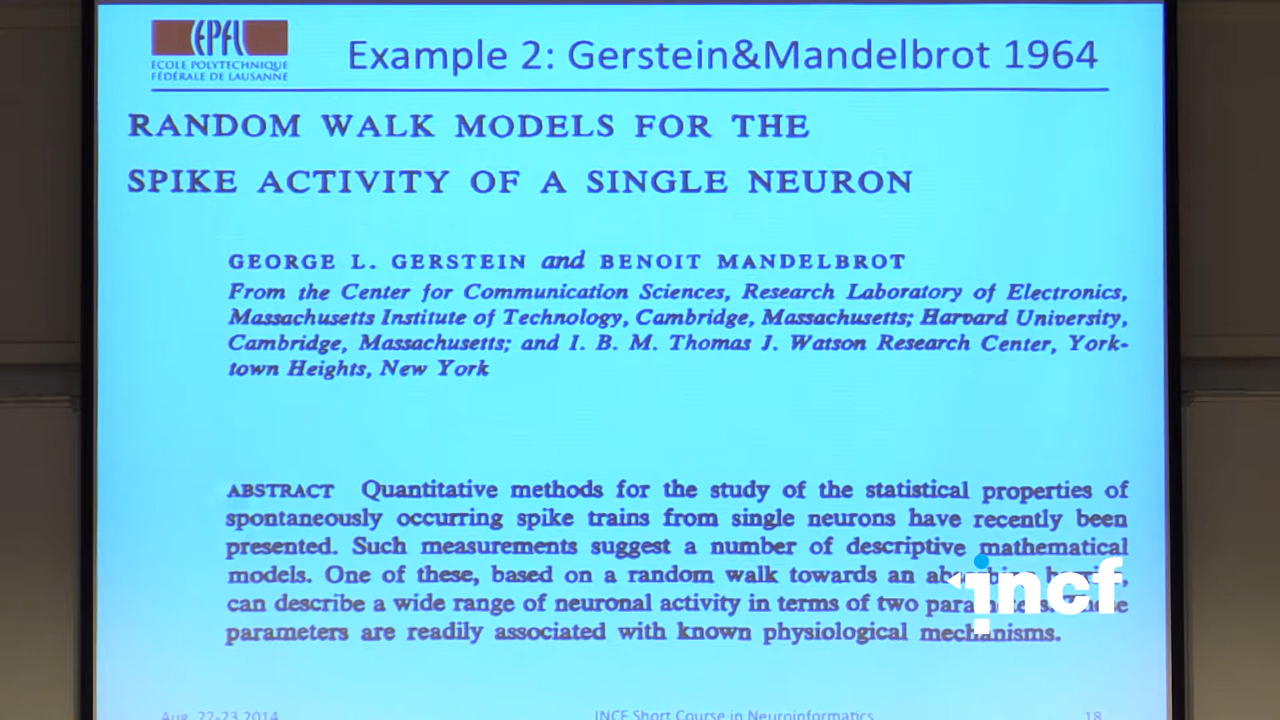 EPFL
ÉCOLE POLYTECHNIQUE
FÉDÉRALE DE LAUSANNE
Example 2: Gerstein&Mandelbrot 1964
RANDOM WALK MODELS FOR THE
SPIKE ACTIVITY OF A SINGLE NEURON
GEORGE L. GERSTEIN and BENOIT MANDELBROT
From the Center for Communication Sciences, Research Laboratory of Electronics,
Massachusetts Institute of Technology, Cambridge, Massachusetts; Harvard University,
Cambridge, Massachusetts; and I. B. M. Thomas J. Watson Research Center, York-
town Heights, New York
ABSTRACT Quantitative methods for the study of the statistical properties of
spontaneously occurring spike trains from single neurons have recently been
presented. Such measurements suggest a number of descriptive mathematical
models. One of these, based on a random walk towards an
can describe a wide range of neuronal activity in terms of two
parameters are readily associated with known physiological mechanisms.
incf
Aug. 22-23 2014
INCF Short Course in Neuroinformatics
18